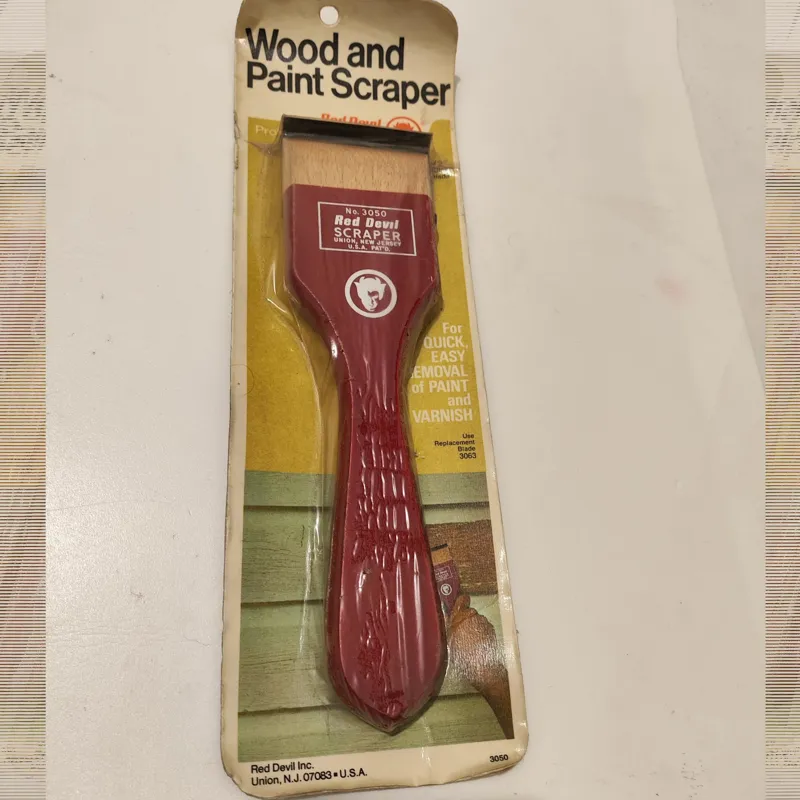 Wood and
Paint Scraper
Red Devil
No. 3050
Red Devil
SCRAPER
UNION, NEW JERSEY
U.S.A. PAT'D.
For
QUICK,
EASY
EMOVAL
of PAINT
and
VARNISH
Use
Replacement
Blade
3063
Red Devil Inc.
Union, N.J. 07083 ▪ U.S.A.
3050